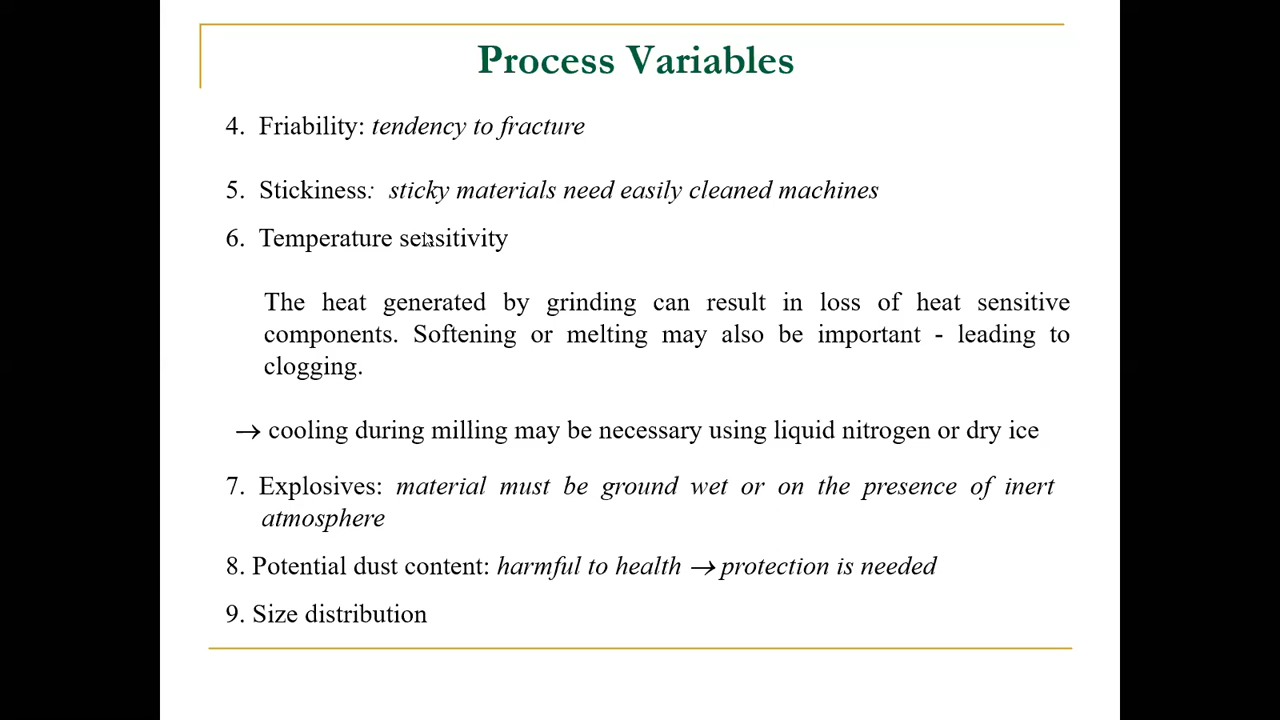 Process Variables
4. Friability: tendency to fracture
5. Stickiness: sticky materials need easily cleaned machines
6. Temperature sensitivity
The heat generated by grinding can result in loss of heat sensitive
components. Softening or melting may also be important - leading to
clogging.
→ cooling during milling may be necessary using liquid nitrogen or dry ice
7. Explosives: material must be ground wet or on the presence of inert
atmosphere
8. Potential dust content: harmful to health → protection is needed
9. Size distribution